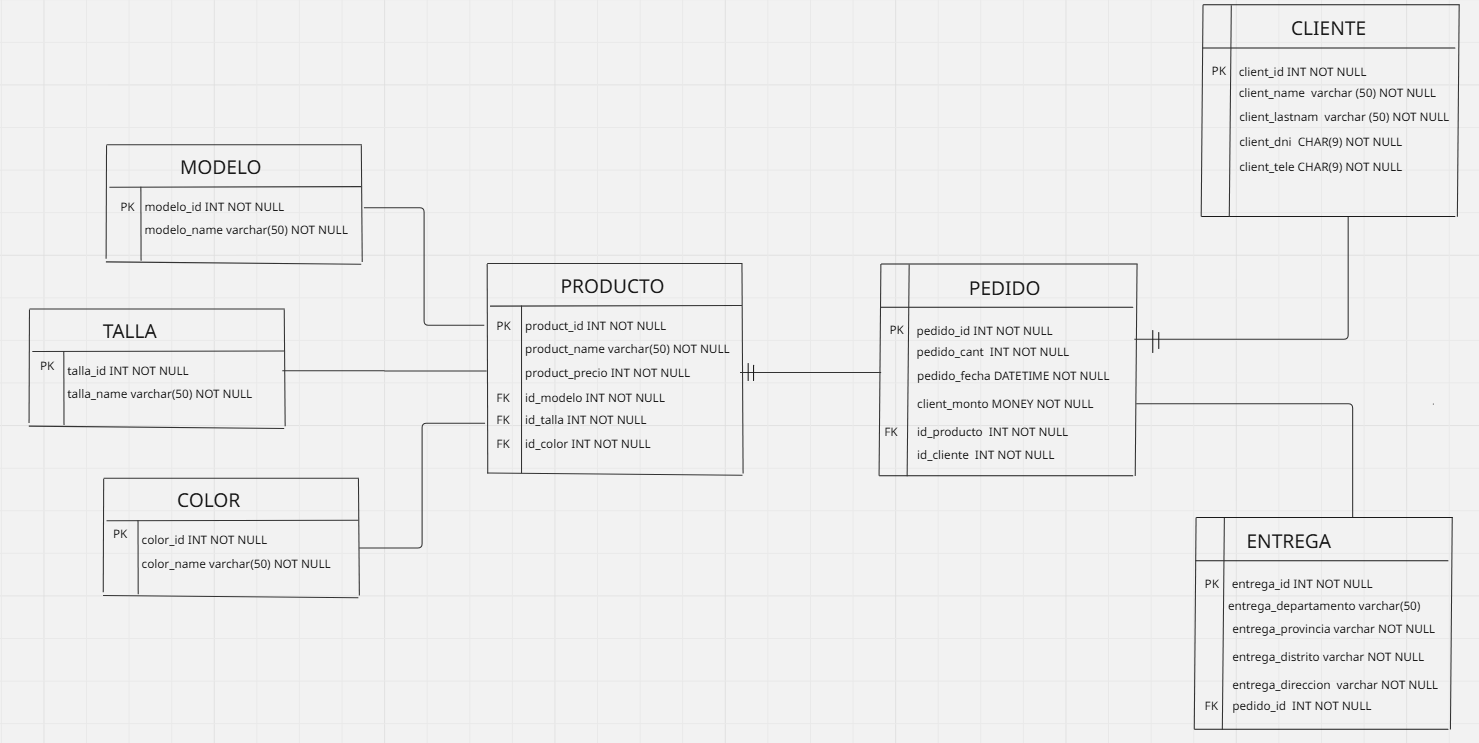 CLIENTE
PK client_id INT NOT NULL
client_name varchar (50) NOT NULL
client_lastnam varchar (50) NOT NULL
client_dni CHAR(9) NOT NULL
client_tele CHAR(9) NOT NULL
MODELO
PK modelo_id INT NOT NULL
modelo_name varchar(50) NOT NULL
TALLA
PK talla_id INT NOT NULL
talla_name varchar(50) NOT NULL
COLOR
PK color_id INT NOT NULL
color_name varchar(50) NOT NULL
PRODUCTO
PK product_id INT NOT NULL
product_name varchar(50) NOT NULL
product_precio INT NOT NULL
FK id_modelo INT NOT NULL
FK id_talla INT NOT NULL
FK id_color INT NOT NULL
PEDIDO
PK pedido_id INT NOT NULL
pedido_cant INT NOT NULL
pedido_fecha DATETIME NOT NULL
client_monto MONEY NOT NULL
FK id_producto INT NOT NULL
id_cliente INT NOT NULL
ENTREGA
PK entrega_id INT NOT NULL
entrega_departamento varchar(50)
entrega_provincia varchar NOT NULL
entrega_distrito varchar NOT NULL
entrega_direccion varchar NOT NULL
FK pedido_id INT NOT NULL